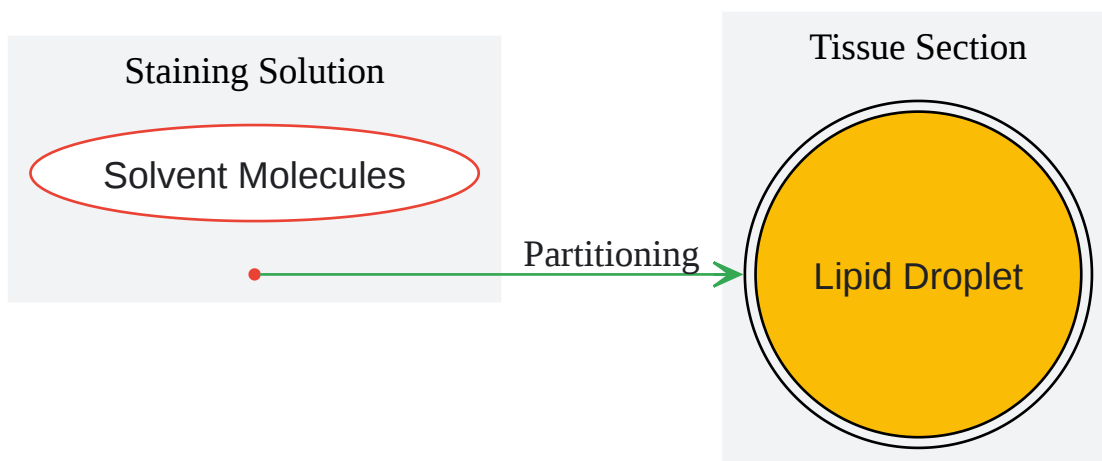 Staining Solution
Solvent Molecules
Partitioning
Tissue Section
Lipid Droplet